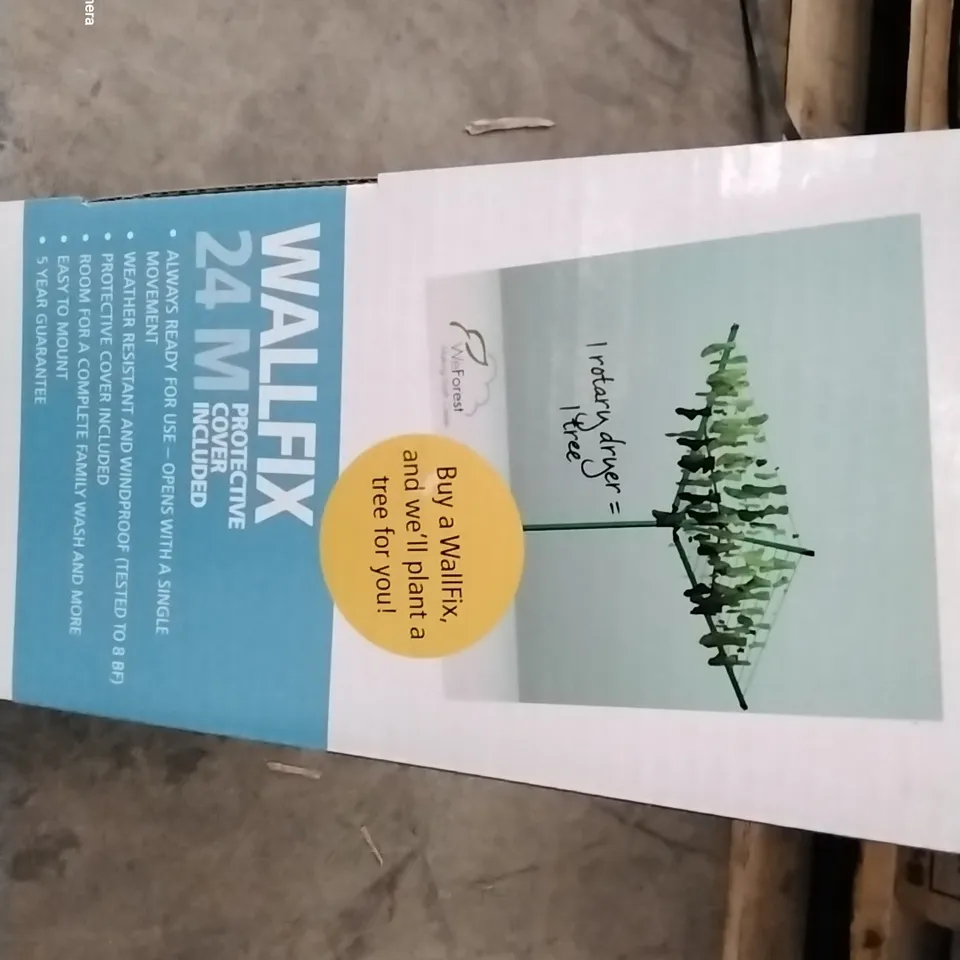 1 rotary dryer =
1 tree
WeForest
Buy a WallFix,
and we'll plant a
tree for you!
WALLFIX
24 M PROTECTIVE
COVER
INCLUDED
• ALWAYS READY FOR USE – OPENS WITH A SINGLE
MOVEMENT
• WEATHER RESISTANT AND WINDPROOF (TESTED TO 8 BF)
• PROTECTIVE COVER INCLUDED
• ROOM FOR A COMPLETE FAMILY WASH AND MORE
• EASY TO MOUNT
• 5 YEAR GUARANTEE